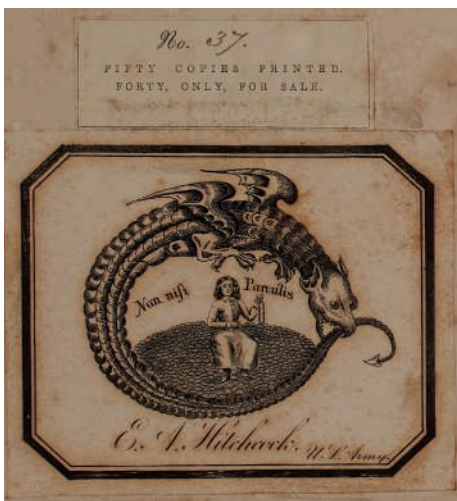 No. 37.
FIFTY COPIES PRINTED.
FORTY, ONLY, FOR SALE.
Non niſi Parvulis
E. A. Hitchcock. U. S. Army.